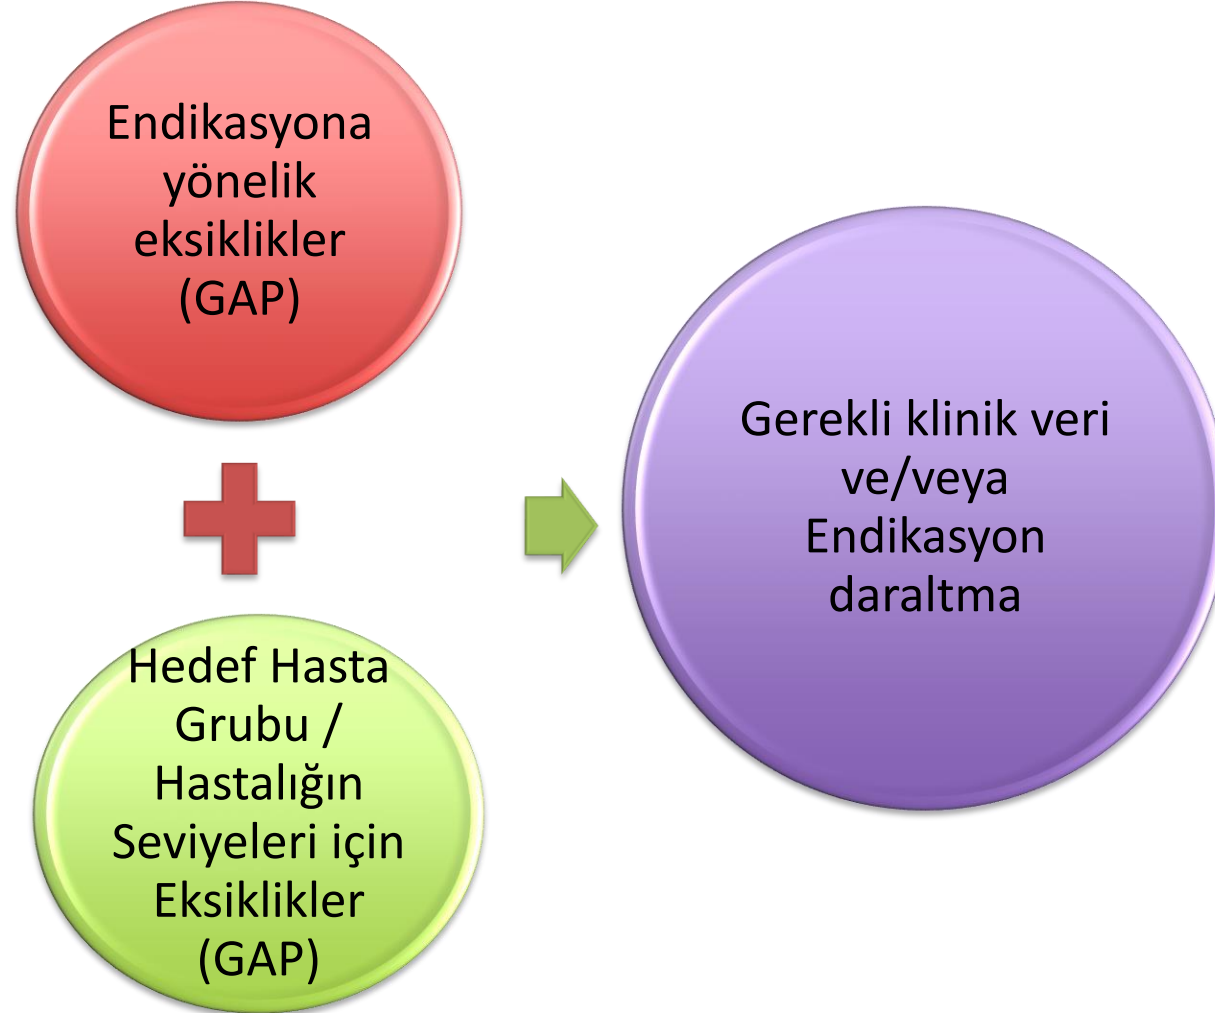 Endikasyona
yönelik
eksiklikler
(GAP)
Hedef Hasta
Grubu /
Hastalığın
Seviyeleri için
Eksiklikler
(GAP)
Gerekli klinik veri
ve/veya
Endikasyon
daraltma